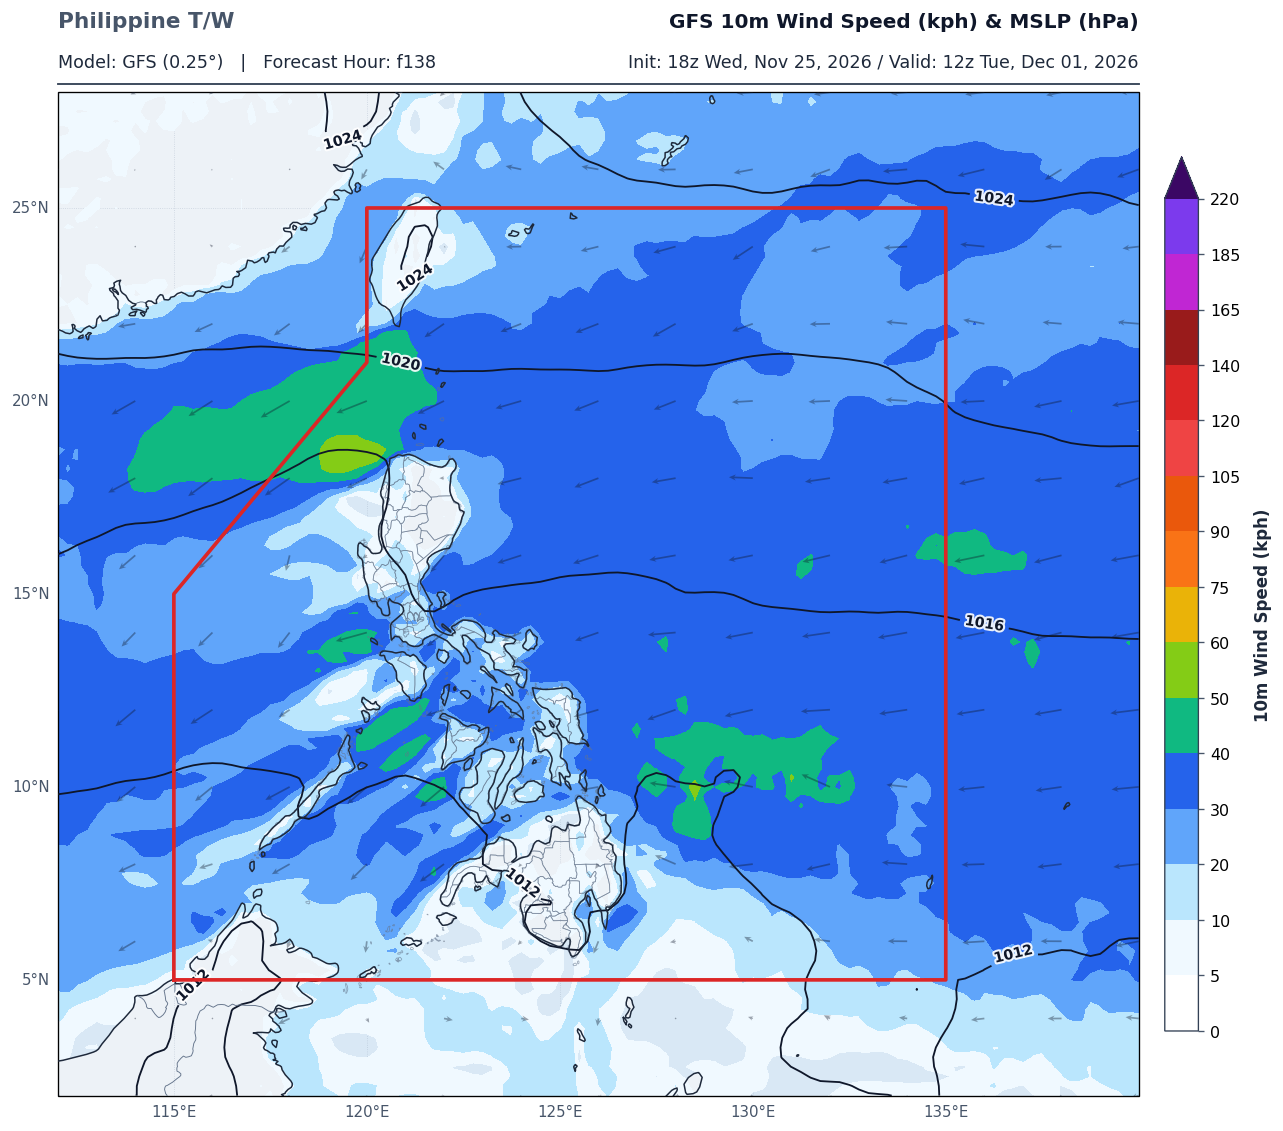 Philippine T/W
GFS 10m Wind Speed (kph) & MSLP (hPa)
Model: GFS (0.25°) | Forecast Hour: f138
Init: 18z Wed, Nov 25, 2026 / Valid: 12z Tue, Dec 01, 2026
1024
1024
1024
1020
1016
1012
1012
1012
25°N
20°N
15°N
10°N
5°N
115°E
120°E
125°E
130°E
135°E
220
185
165
140
120
105
90
75
60
50
40
30
20
10
5
0
10m Wind Speed (kph)